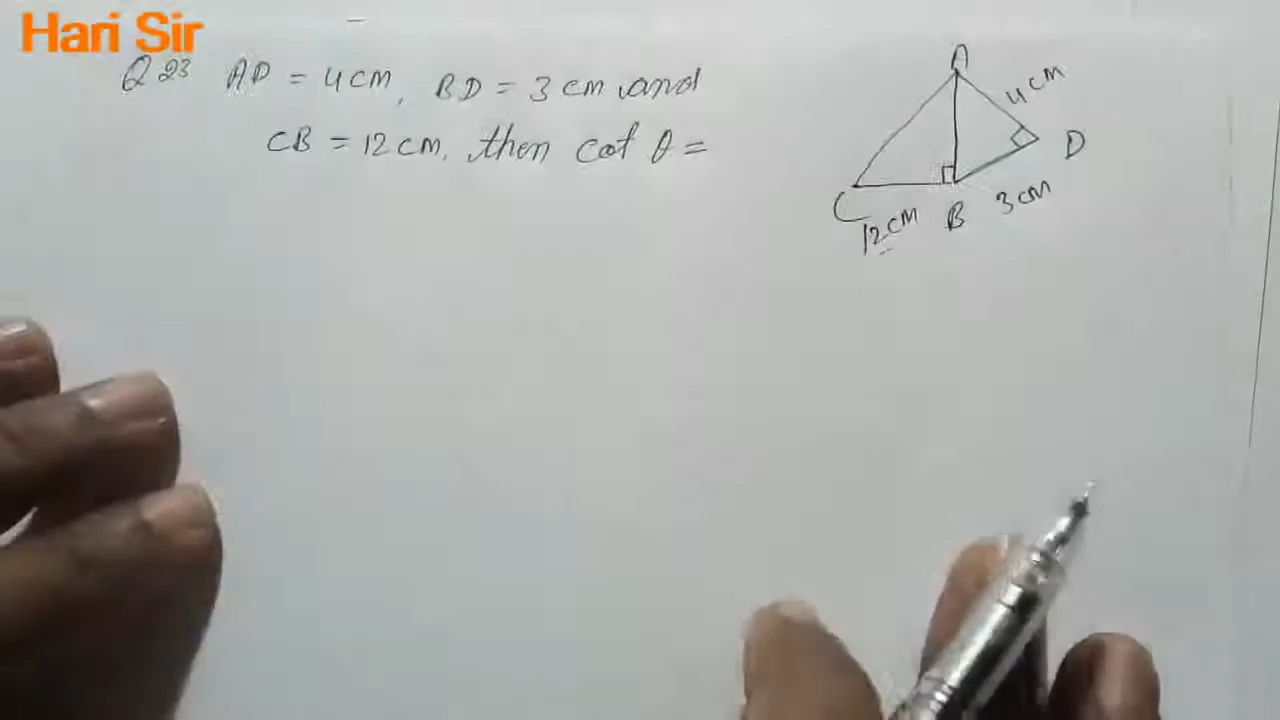 Hari Sir
Q 23 AD = 4 cm, BD = 3 cm and
CB = 12 cm, then cot θ =
A
4 cm
D
3 cm
C
B
12 cm